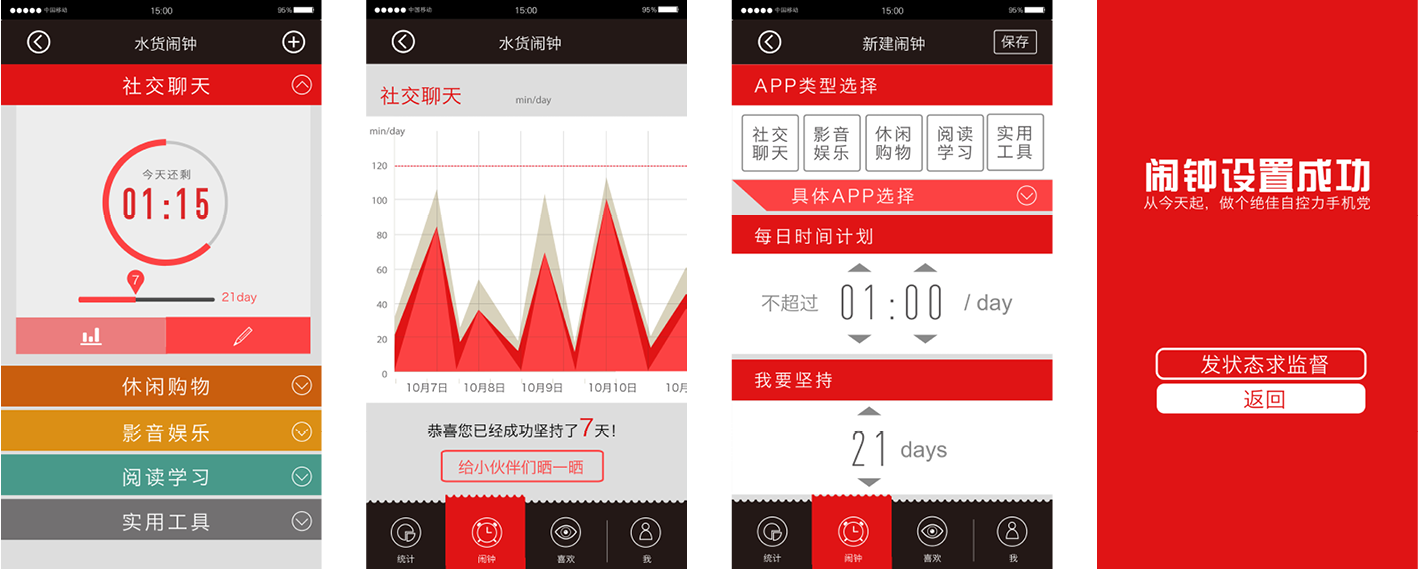 中国移动 15:00 95%
水货闹钟
社交聊天
今天还剩
01:15
7
21day
休闲购物
影音娱乐
阅读学习
实用工具
中国移动 15:00 95%
水货闹钟
社交聊天 min/day
min/day
120
100
80
60
40
20
0
10月7日 10月8日 10月9日 10月10日 10月
恭喜您已经成功坚持了7天!
给小伙伴们晒一晒
统计 闹钟 喜欢 我
中国移动 15:00 95%
新建闹钟 保存
APP类型选择
社交 影音 休闲 阅读 实用
聊天 娱乐 购物 学习 工具
具体APP选择
每日时间计划
不超过 01:00 / day
我要坚持
21 days
统计 闹钟 喜欢 我
闹钟设置成功
从今天起，做个绝佳自控力手机党
发状态求监督
返回